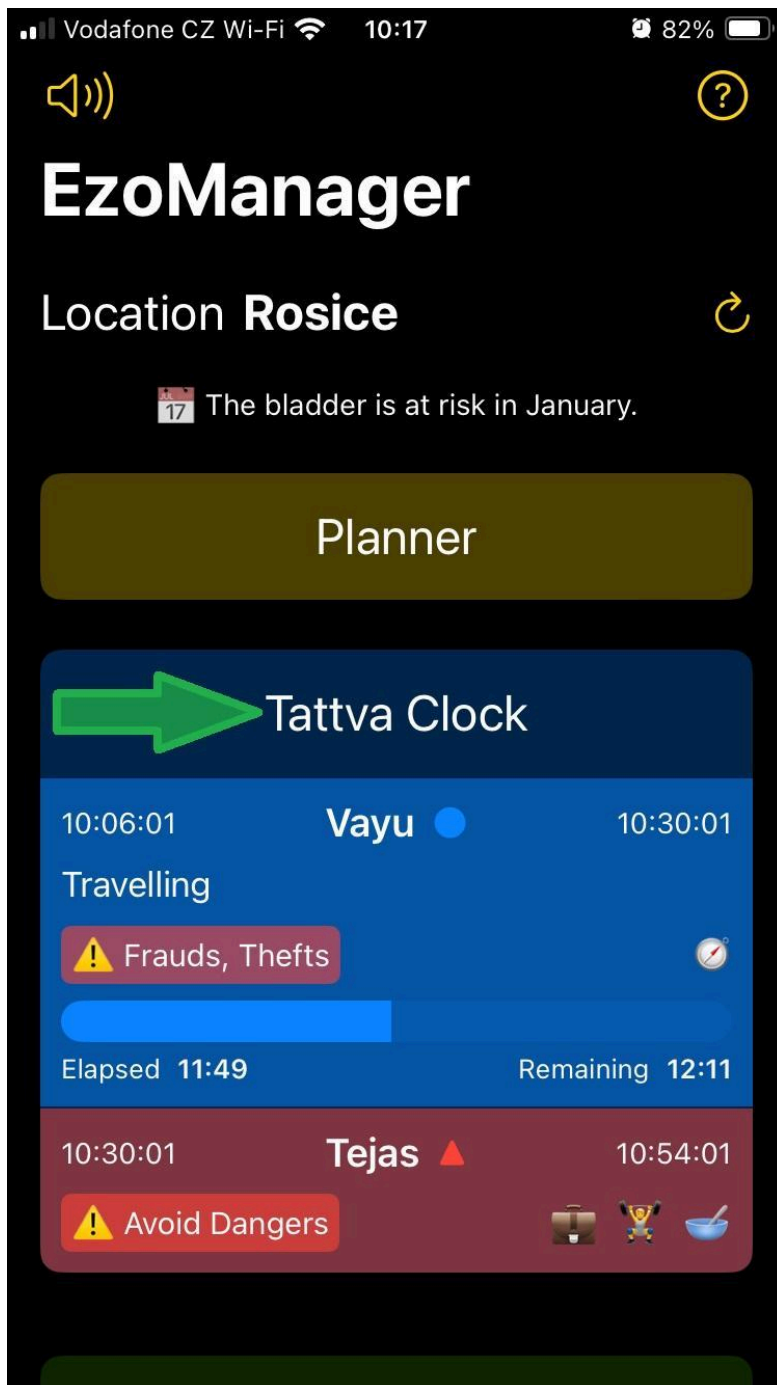 Vodafone CZ Wi-Fi 10:17 82%
?
EzoManager
Location Rosice
JUL 17 The bladder is at risk in January.
Planner
Tattva Clock
10:06:01 Vayu 10:30:01
Travelling
Frauds, Thefts
Elapsed 11:49 Remaining 12:11
10:30:01 Tejas 10:54:01
Avoid Dangers